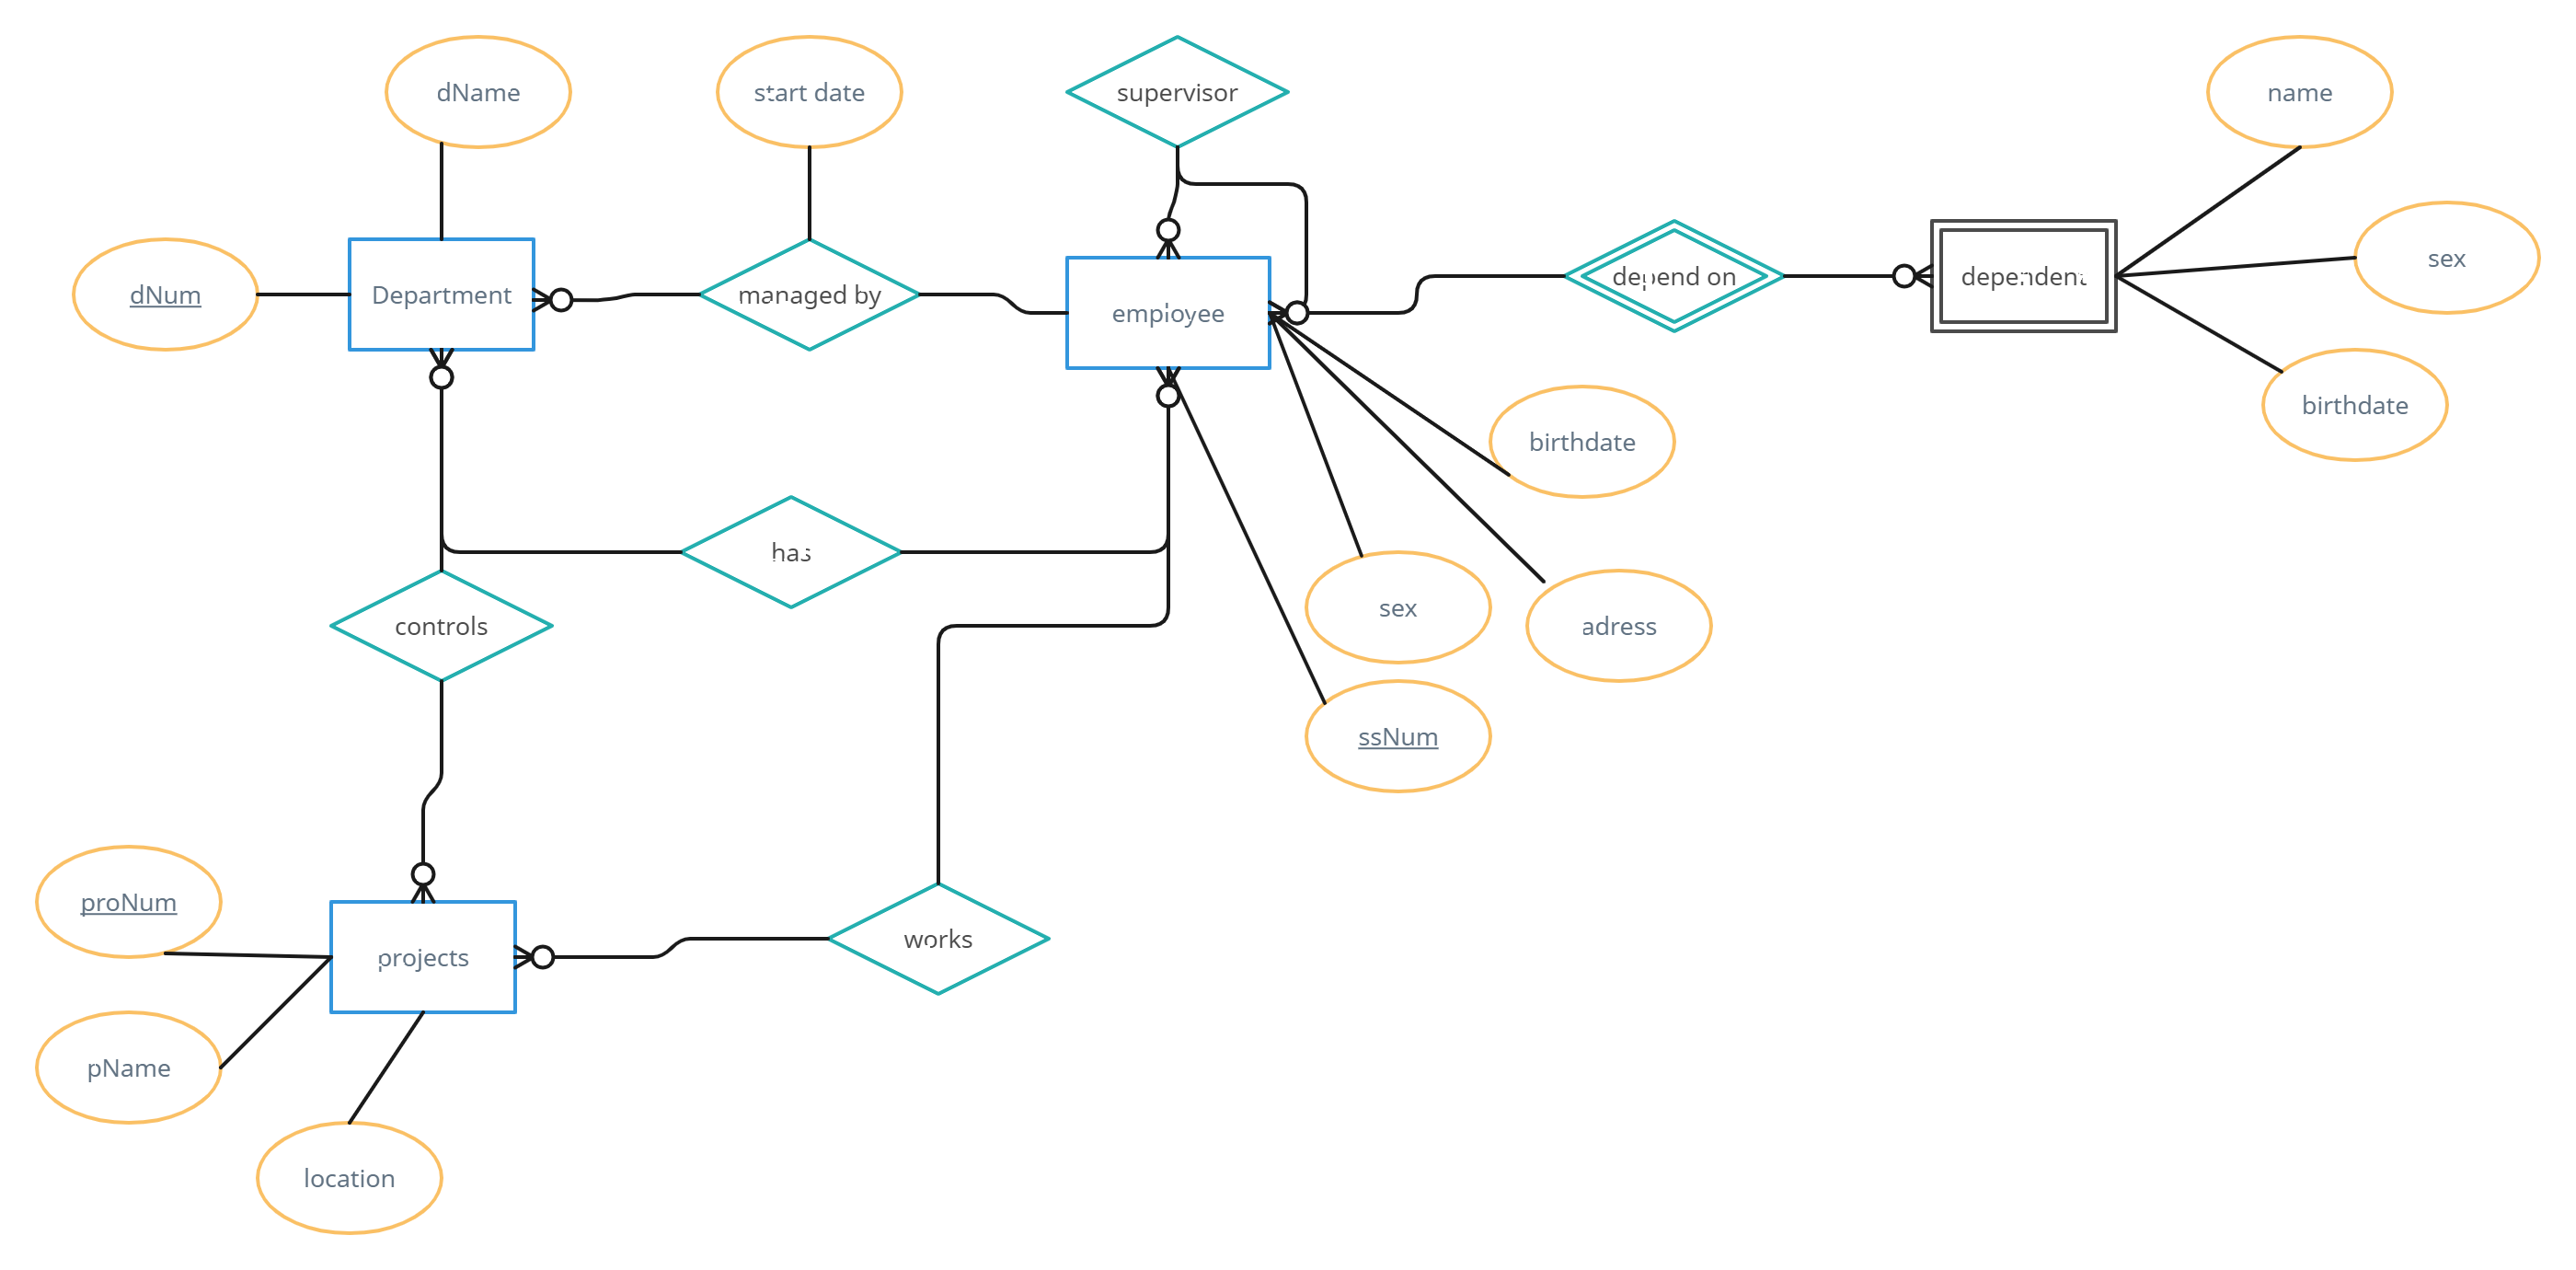 dName
start date
supervisor
name
dNum
Department
managed by
employee
depend on
dependent
sex
birthdate
birthdate
has
controls
sex
adress
ssNum
proNum
projects
works
pName
location